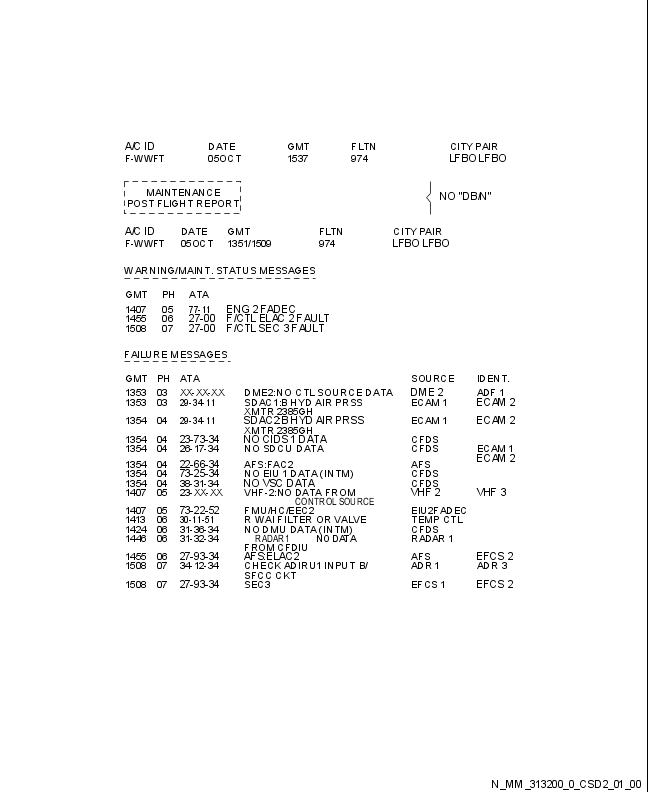 A/C ID DATE GMT FLTN CITY PAIR
F-WWFT 05OCT 1537 974 LFBO LFBO
MAINTENANCE
POST FLIGHT REPORT
NO "DB/N"
A/C ID DATE GMT FLTN CITY PAIR
F-WWFT 05OCT 1351/1509 974 LFBO LFBO
WARNING/MAINT. STATUS MESSAGES
GMT PH ATA
1407 05 77-11 ENG 2 FADEC
1455 06 27-00 F/CTL ELAC 2 FAULT
1508 07 27-00 F/CTL SEC 3 FAULT
FAILURE MESSAGES
GMT PH ATA SOURCE IDENT.
1353 03 XX-XX-XX DME2:NO CTL SOURCE DATA DME 2 ADF 1
1353 03 29-34-11 SDAC1:B HYD AIR PRSS ECAM 1 ECAM 2
XMTR 2385GH
1354 04 29-34-11 SDAC2:B HYD AIR PRSS ECAM 1 ECAM 2
XMTR 2385GH
1354 04 23-73-34 NO CIDS 1 DATA CFDS
1354 04 26-17-34 NO SDCU DATA CFDS ECAM 1
ECAM 2
1354 04 22-66-34 AFS:FAC2 AFS
1354 04 73-25-34 NO EIU 1 DATA (INTM) CFDS
1354 04 38-31-34 NO VSC DATA CFDS
1407 05 23-XX-XX VHF-2:NO DATA FROM VHF 2 VHF 3
CONTROL SOURCE
1407 05 73-22-52 FMU/HC/EEC2 EIU2FADEC
1413 06 30-11-51 R WAI FILTER OR VALVE TEMP CTL
1424 06 31-36-34 NO DMU DATA (INTM) CFDS
1446 06 31-32-34 RADAR1 NO DATA RADAR 1
FROM CFDIU
1455 06 27-93-34 AFS:ELAC2 AFS EFCS 2
1508 07 34-12-34 CHECK ADIRU1 INPUT B/ ADR 1 ADR 3
SFCC CKT
1508 07 27-93-34 SEC3 EFCS 1 EFCS 2
N_MM_313200_0_CSD2_01_00